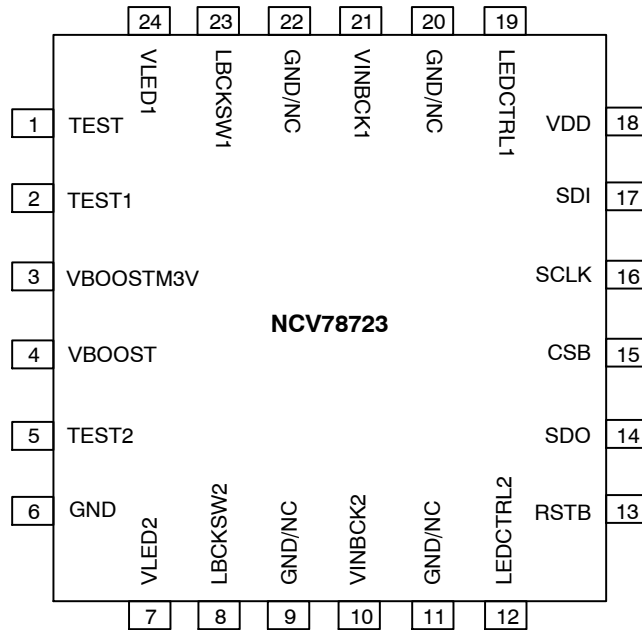 24 23 22 21 20 19
VLED1
LBCKSW1
GND/NC
VINBCK1
GND/NC
LEDCTRL1
1 TEST
2 TEST1
3 VBOOSTM3V
4 VBOOST
5 TEST2
6 GND
NCV78723
VDD 18
SDI 17
SCLK 16
CSB 15
SDO 14
RSTB 13
VLED2
LBCKSW2
GND/NC
VINBCK2
GND/NC
LEDCTRL2
7 8 9 10 11 12